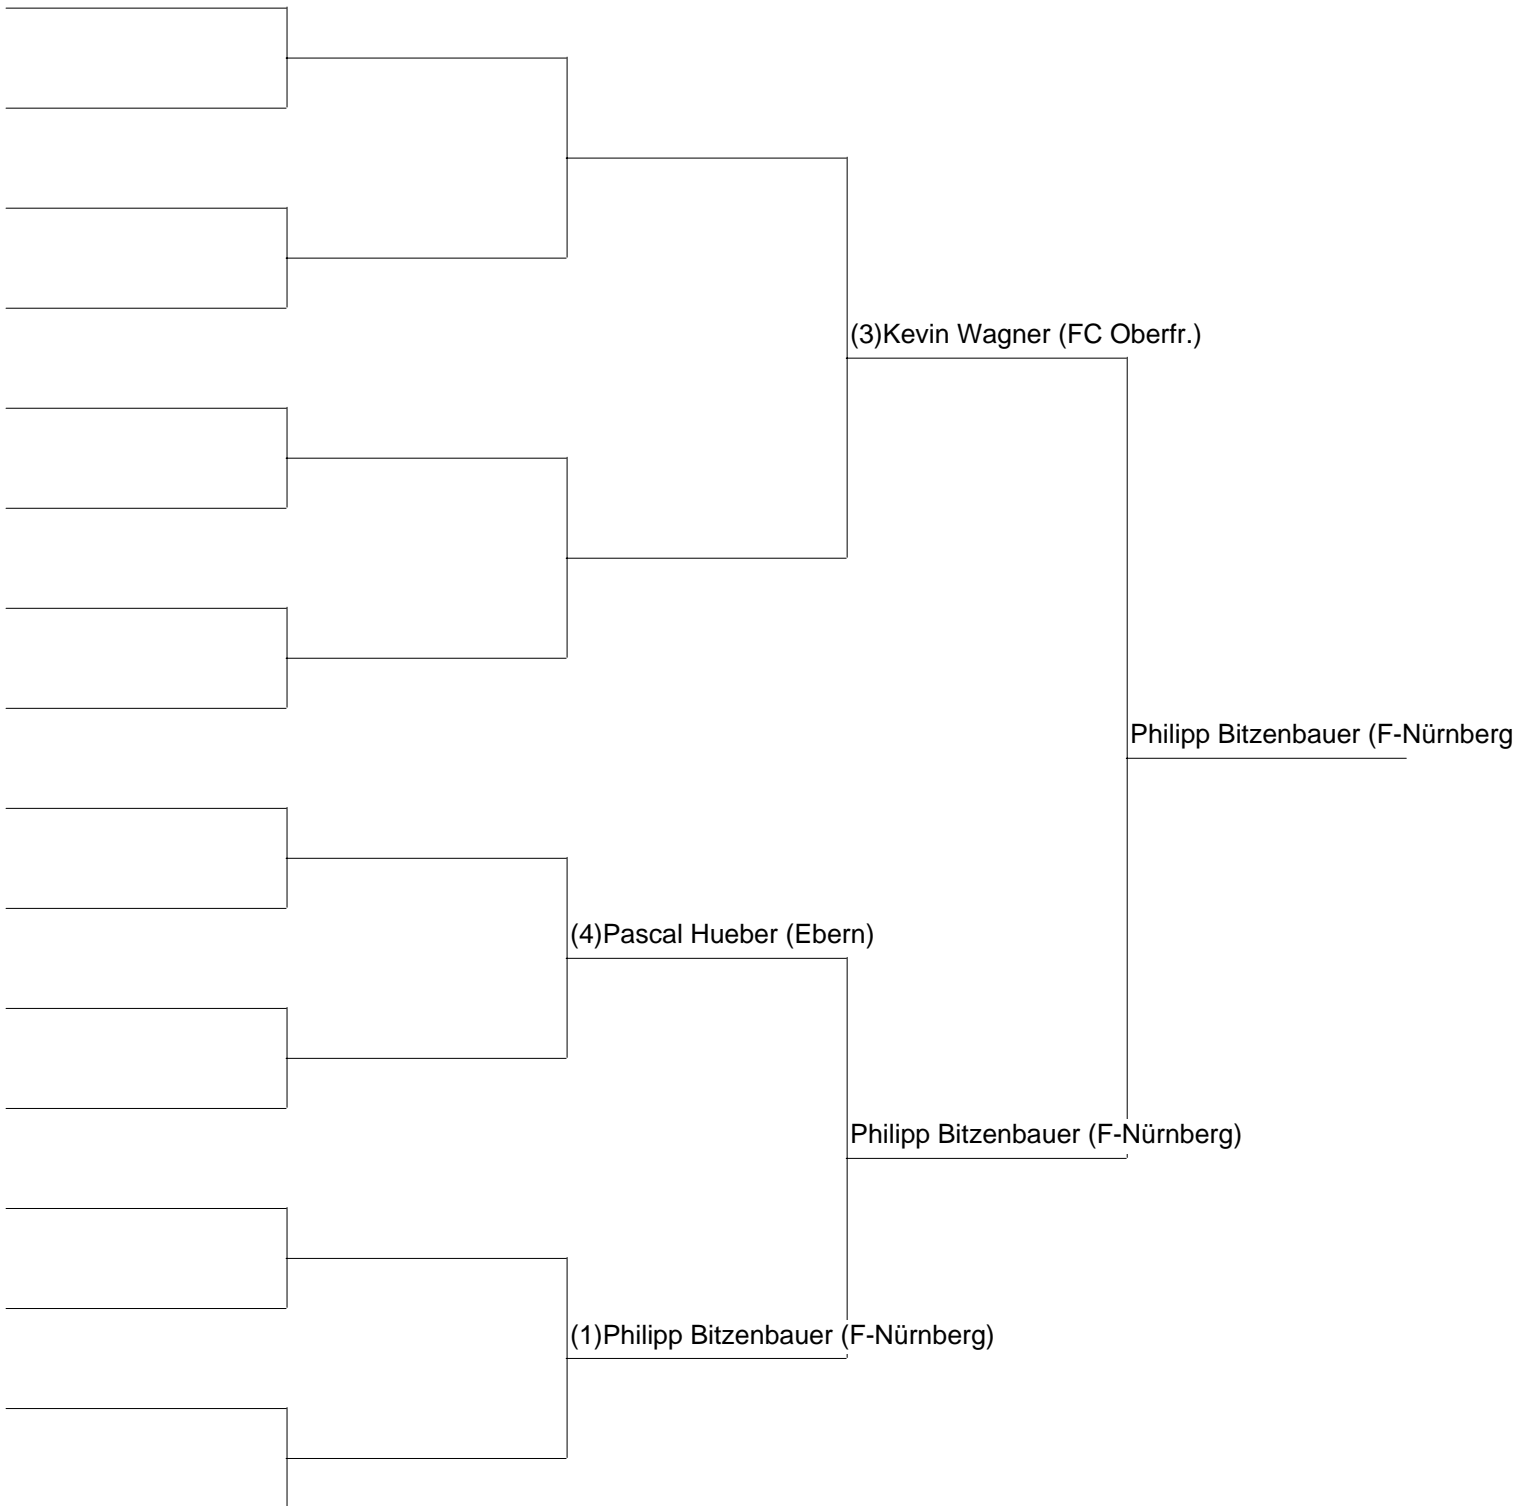 (3)Kevin Wagner (FC Oberfr.)
Philipp Bitzenbauer (F-Nürnberg
(4)Pascal Hueber (Ebern)
Philipp Bitzenbauer (F-Nürnberg)
(1)Philipp Bitzenbauer (F-Nürnberg)